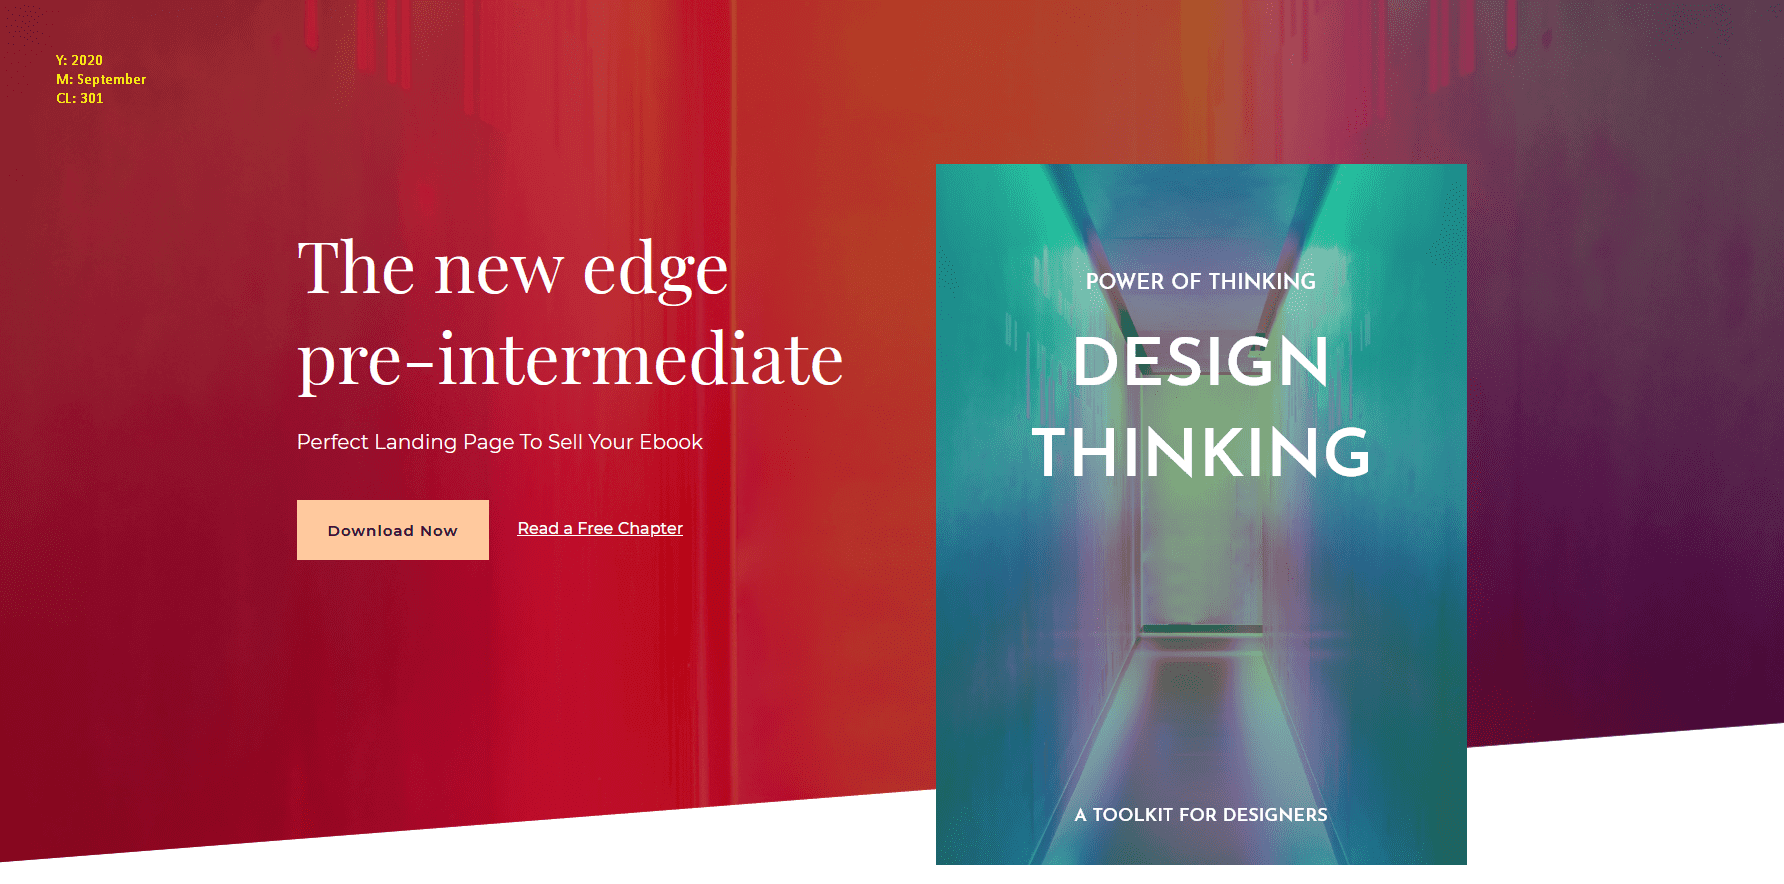 Y: 2020
M: September
CL: 301
The new edge
pre-intermediate
Perfect Landing Page To Sell Your Ebook
Download Now
Read a Free Chapter
POWER OF THINKING
DESIGN
THINKING
A TOOLKIT FOR DESIGNERS